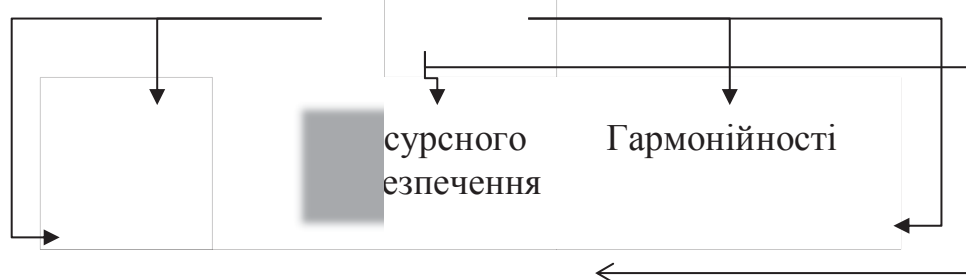 сурсного Гармонійності
езпечення